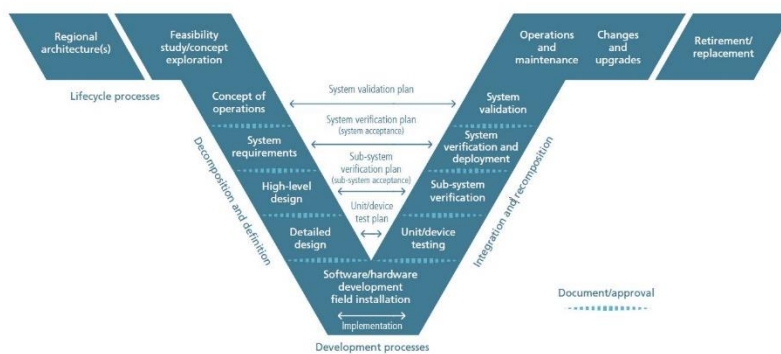 Regional
architecture(s)
Feasibility
study/concept
exploration
Operations
and
maintenance
Changes
and
upgrades
Retirement/
replacement
Lifecycle processes
Concept of
operations
System validation plan
System
validation
System verification plan
(system acceptance)
System
requirements
System
verification and
deployment
Sub-system
verification plan
(sub-system acceptance)
High-level
design
Sub-system
verification
Unit/device
test plan
Detailed
design
Unit/device
testing
Decomposition and definition
Integration and recomposition
Software/hardware
development
field installation
Implementation
Document/approval
Development processes